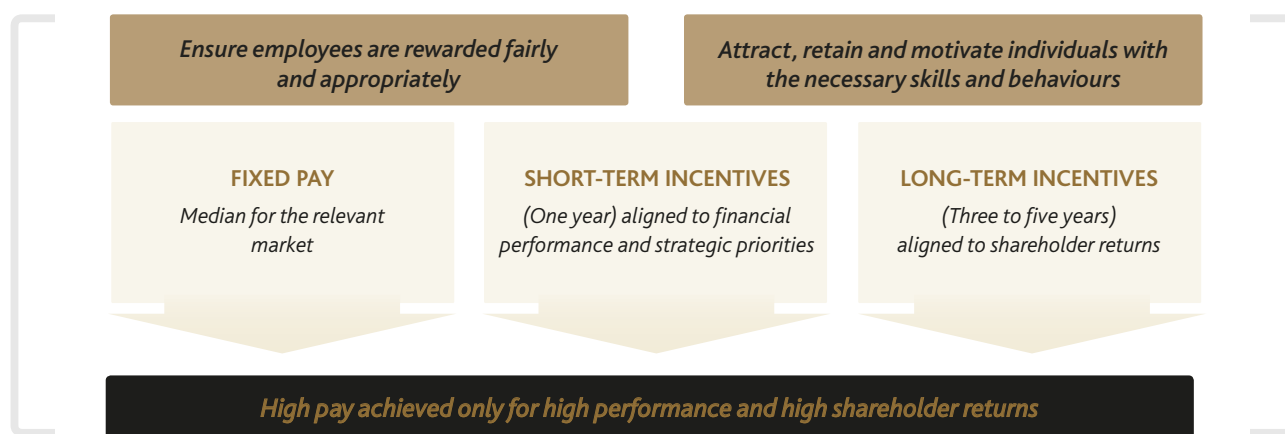 Ensure employees are rewarded fairly
and appropriately
Attract, retain and motivate individuals with
the necessary skills and behaviours
FIXED PAY
Median for the relevant
market
SHORT-TERM INCENTIVES
(One year) aligned to financial
performance and strategic priorities
LONG-TERM INCENTIVES
(Three to five years)
aligned to shareholder returns
High pay achieved only for high performance and high shareholder returns